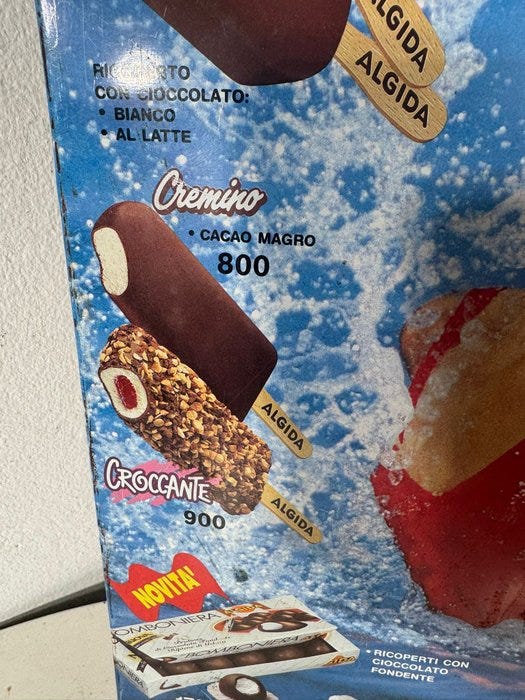 ALGIDA
ALGIDA
RICOPERTO
CON CIOCCOLATO:
• BIANCO
• AL LATTE
Cremino
• CACAO MAGRO
800
ALGIDA
CROCCANTE
900
ALGIDA
NOVITA'
BOMBONIERA
BOMBONIERA
• RICOPERTI CON
CIOCCOLATO
FONDENTE